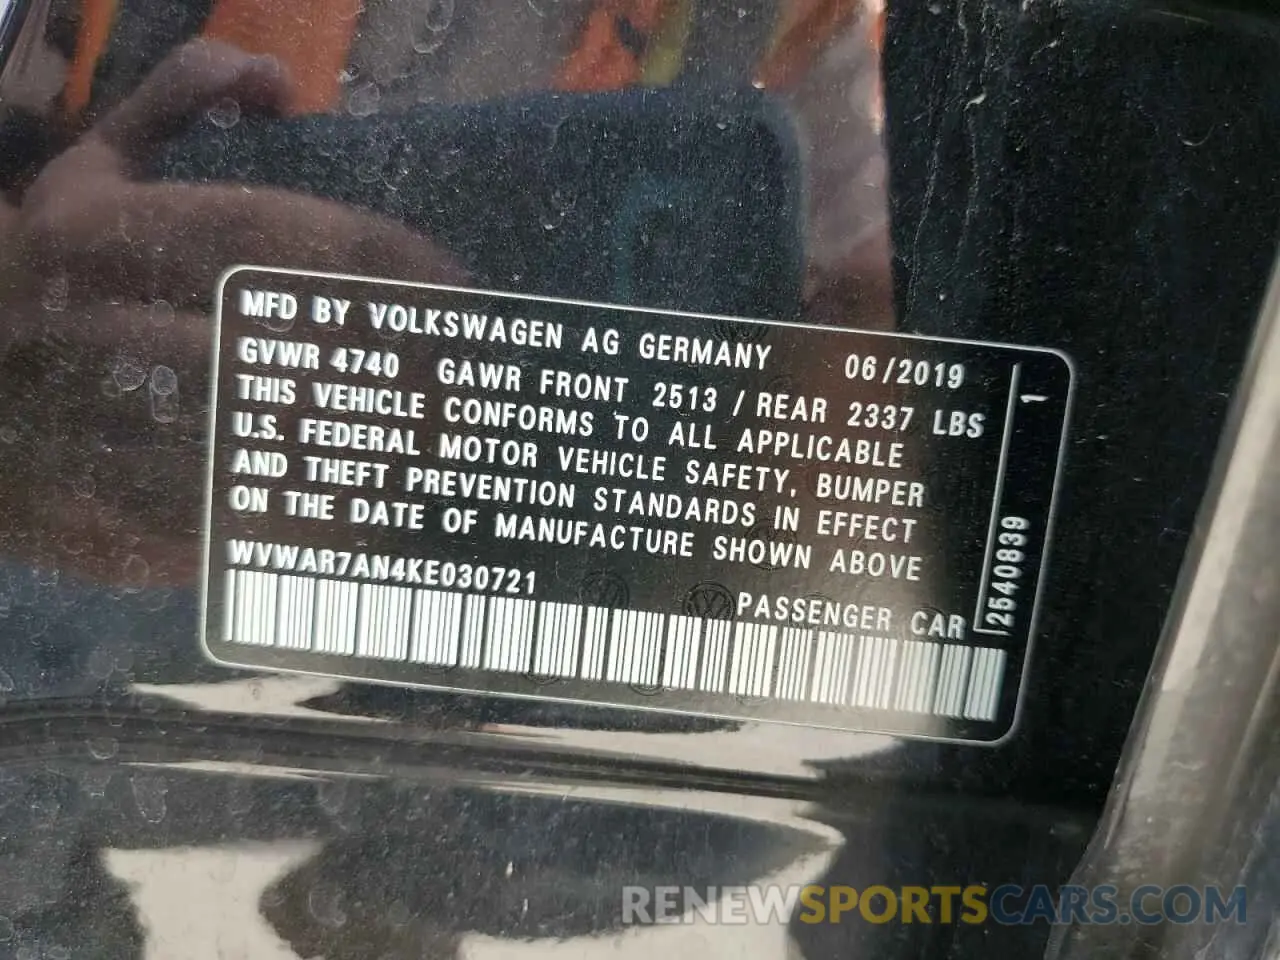 MFD BY VOLKSWAGEN AG GERMANY 06/2019
GVWR 4740 GAWR FRONT 2513 / REAR 2337 LBS
THIS VEHICLE CONFORMS TO ALL APPLICABLE
U.S. FEDERAL MOTOR VEHICLE SAFETY, BUMPER
AND THEFT PREVENTION STANDARDS IN EFFECT
ON THE DATE OF MANUFACTURE SHOWN ABOVE
WVWAR7AN4KE030721
PASSENGER CAR
2540839 1
RENEWSPORTSCARS.COM